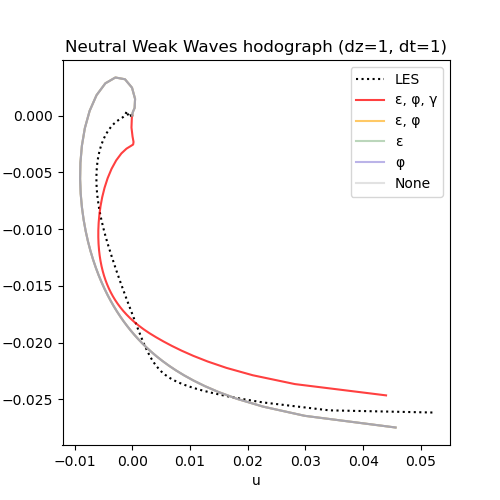 Neutral Weak Waves hodograph (dz=1, dt=1)
LES
ε, φ, γ
ε, φ
ε
φ
None
0.000
−0.005
−0.010
−0.015
−0.020
−0.025
−0.01 0.00 0.01 0.02 0.03 0.04 0.05
u